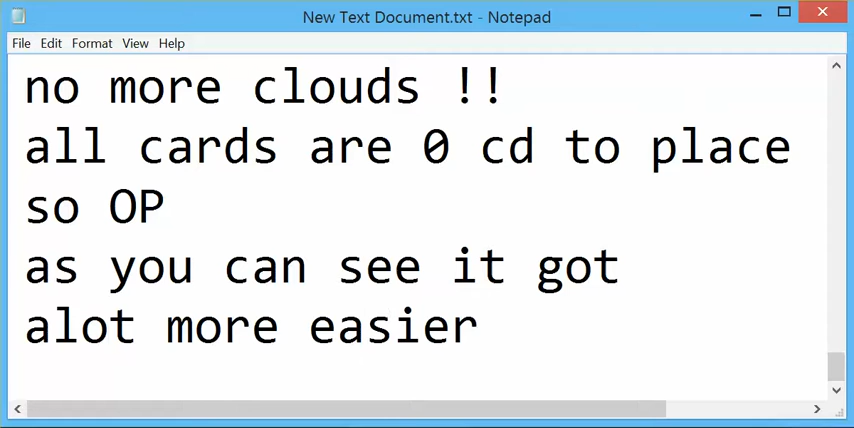 New Text Document.txt - Notepad
File Edit Format View Help
no more clouds !!
all cards are 0 cd to place
so OP
as you can see it got
alot more easier